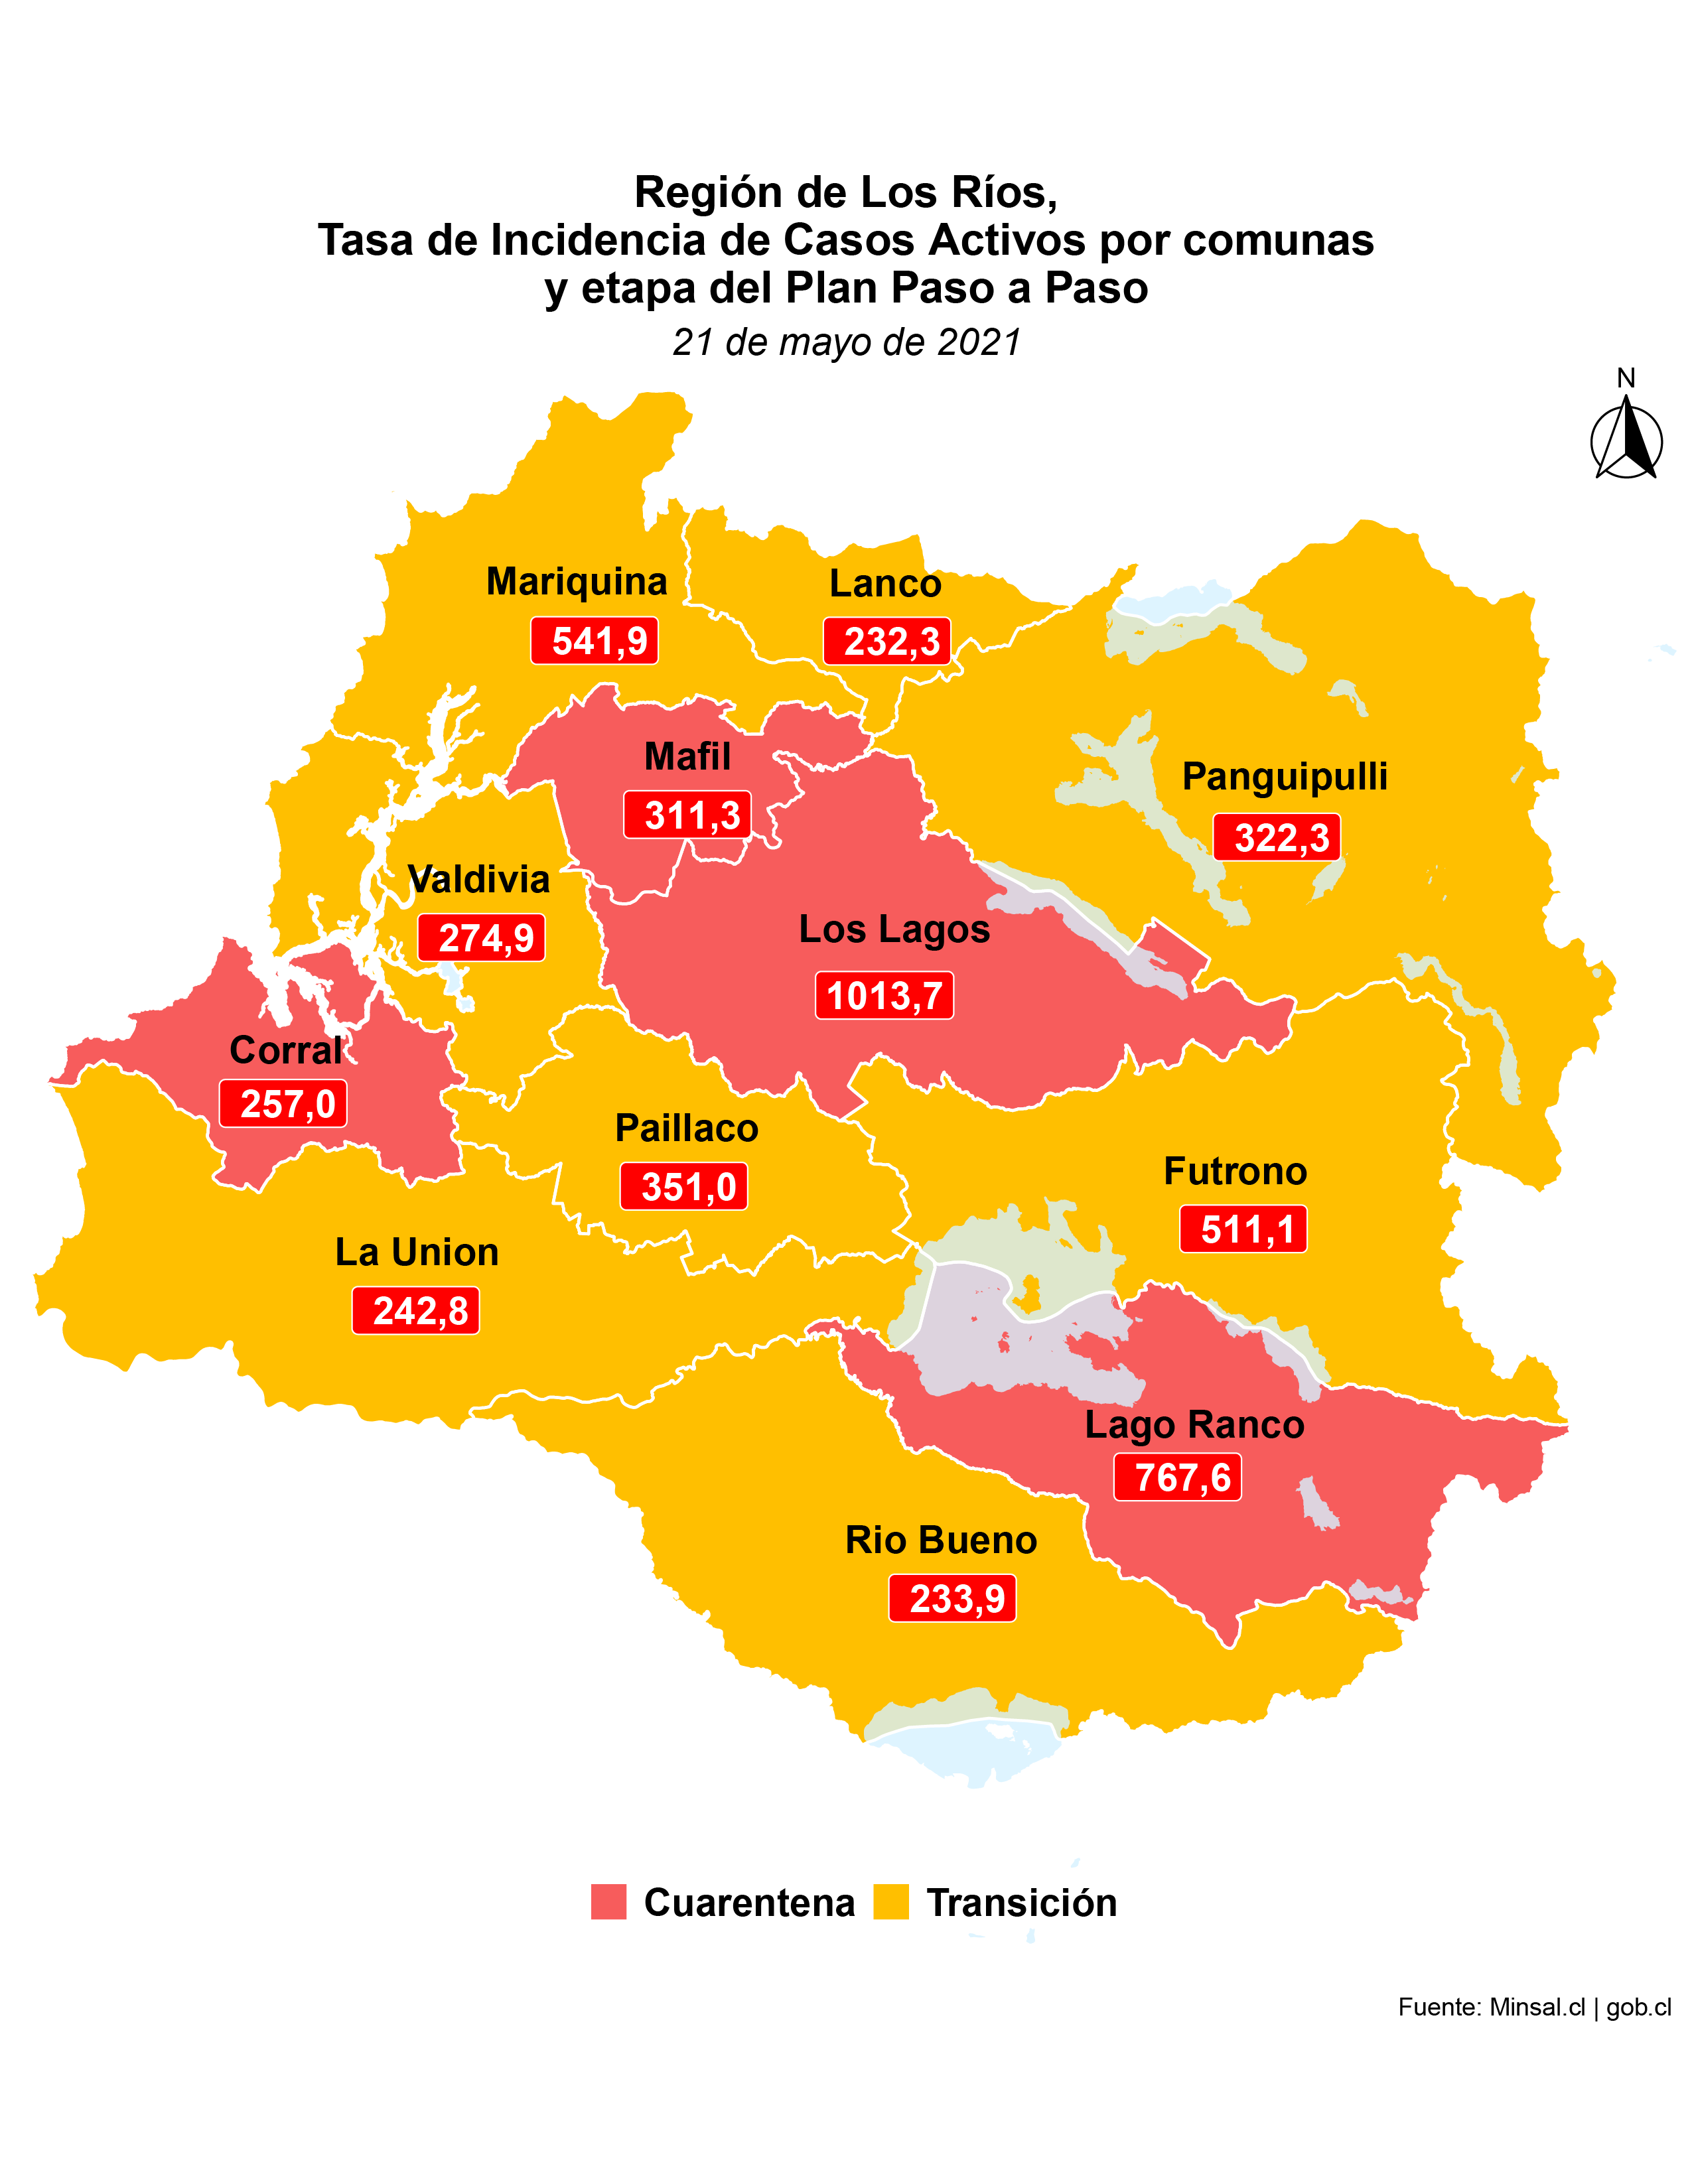 Región de Los Ríos,
Tasa de Incidencia de Casos Activos por comunas
y etapa del Plan Paso a Paso
21 de mayo de 2021
N
Mariquina
541,9
Lanco
232,3
Mafil
311,3
Panguipulli
322,3
Valdivia
274,9
Los Lagos
1013,7
Corral
257,0
Paillaco
351,0
Futrono
511,1
La Union
242,8
Lago Ranco
767,6
Rio Bueno
233,9
Cuarentena Transición
Fuente: Minsal.cl | gob.cl